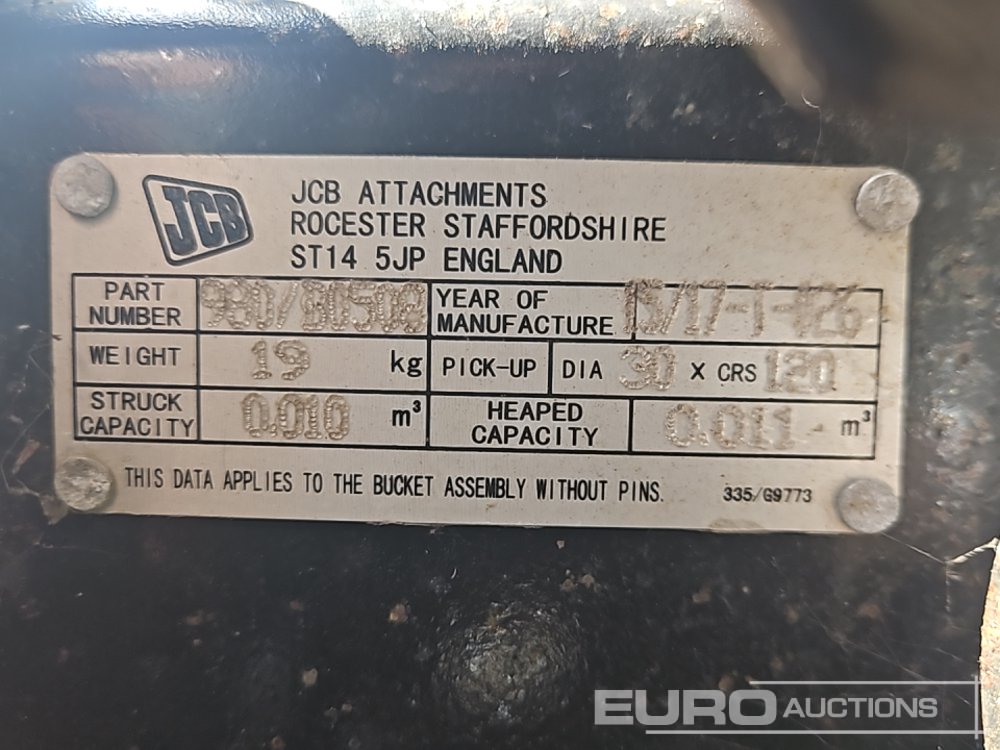 JCB
JCB ATTACHMENTS
ROCESTER STAFFORDSHIRE
ST14 5JP ENGLAND
PART NUMBER 980/80508
YEAR OF MANUFACTURE
WEIGHT 19 kg
PICK-UP DIA 30 X CRS 120
STRUCK CAPACITY 0.010 m³
HEAPED CAPACITY 0.011 m³
THIS DATA APPLIES TO THE BUCKET ASSEMBLY WITHOUT PINS. 335/G9773
EURO AUCTIONS